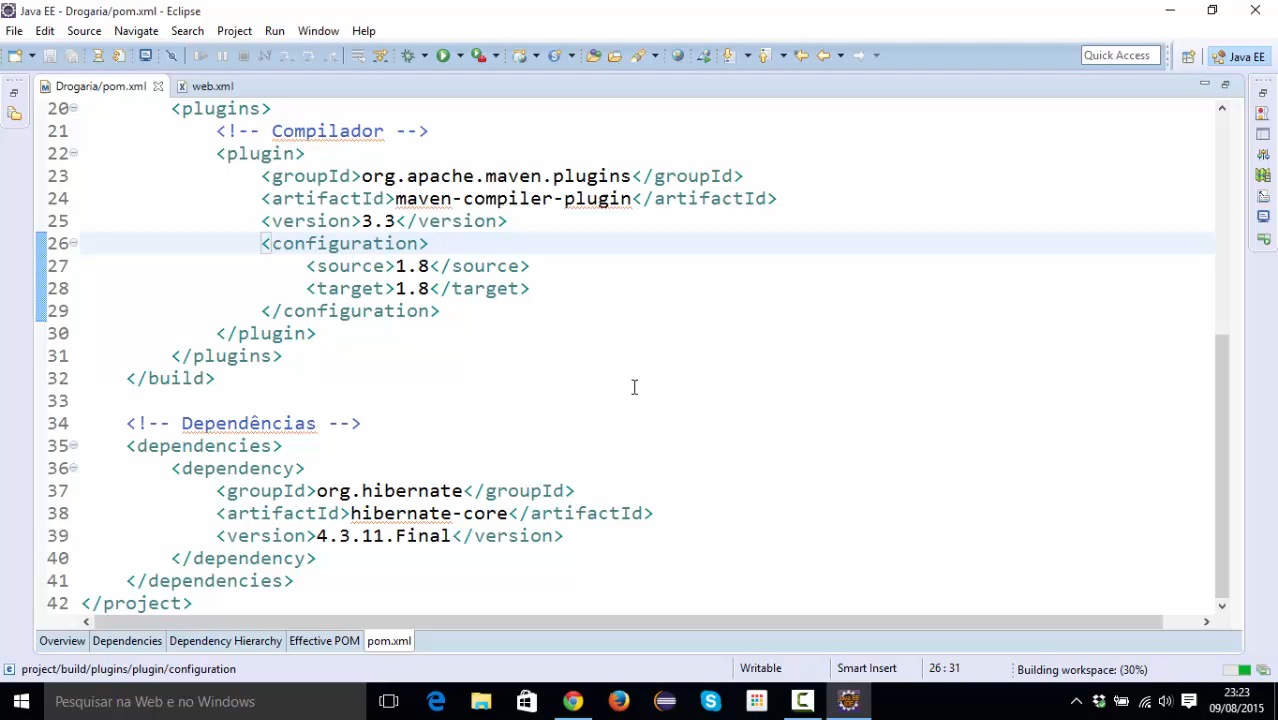 Java EE - Drogaria/pom.xml - Eclipse
File Edit Source Navigate Search Project Run Window Help
Quick Access
Java EE
Drogaria/pom.xml
web.xml
20 <plugins>
21 <!-- Compilador -->
22 <plugin>
23 <groupId>org.apache.maven.plugins</groupId>
24 <artifactId>maven-compiler-plugin</artifactId>
25 <version>3.3</version>
26 <configuration>
27 <source>1.8</source>
28 <target>1.8</target>
29 </configuration>
30 </plugin>
31 </plugins>
32 </build>
33
34 <!-- Dependências -->
35 <dependencies>
36 <dependency>
37 <groupId>org.hibernate</groupId>
38 <artifactId>hibernate-core</artifactId>
39 <version>4.3.11.Final</version>
40 </dependency>
41 </dependencies>
42 </project>
Overview Dependencies Dependency Hierarchy Effective POM pom.xml
project/build/plugins/plugin/configuration
Writable
Smart Insert
26 : 31
Building workspace: (30%)
Pesquisar na Web e no Windows
23:23
09/08/2015